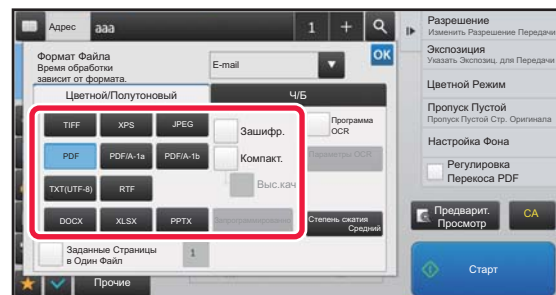 Адрес
aaa
1
+
Формат Файла
Время обработки
зависит от формата.
E-mail
OK
Цветной/Полутоновый
Ч/Б
TIFF
XPS
JPEG
Зашифр.
Программа
OCR
PDF
PDF/A-1a
PDF/A-1b
Компакт.
Параметры OCR
TXT(UTF-8)
RTF
Выс.кач
DOCX
XLSX
PPTX
Степень сжатия
Средний
Заданные Страницы
в Один Файл
1
Прочие
Разрешение
Изменить Разрешение Передачи
Экспозиция
Указать Экспозиц. для Передачи
Цветной Режим
Пропуск Пустой
Пропуск Пустой Стр. Оригинала
Настройка Фона
Регулировка
Перекоса PDF
Предварит.
Просмотр
CA
Старт